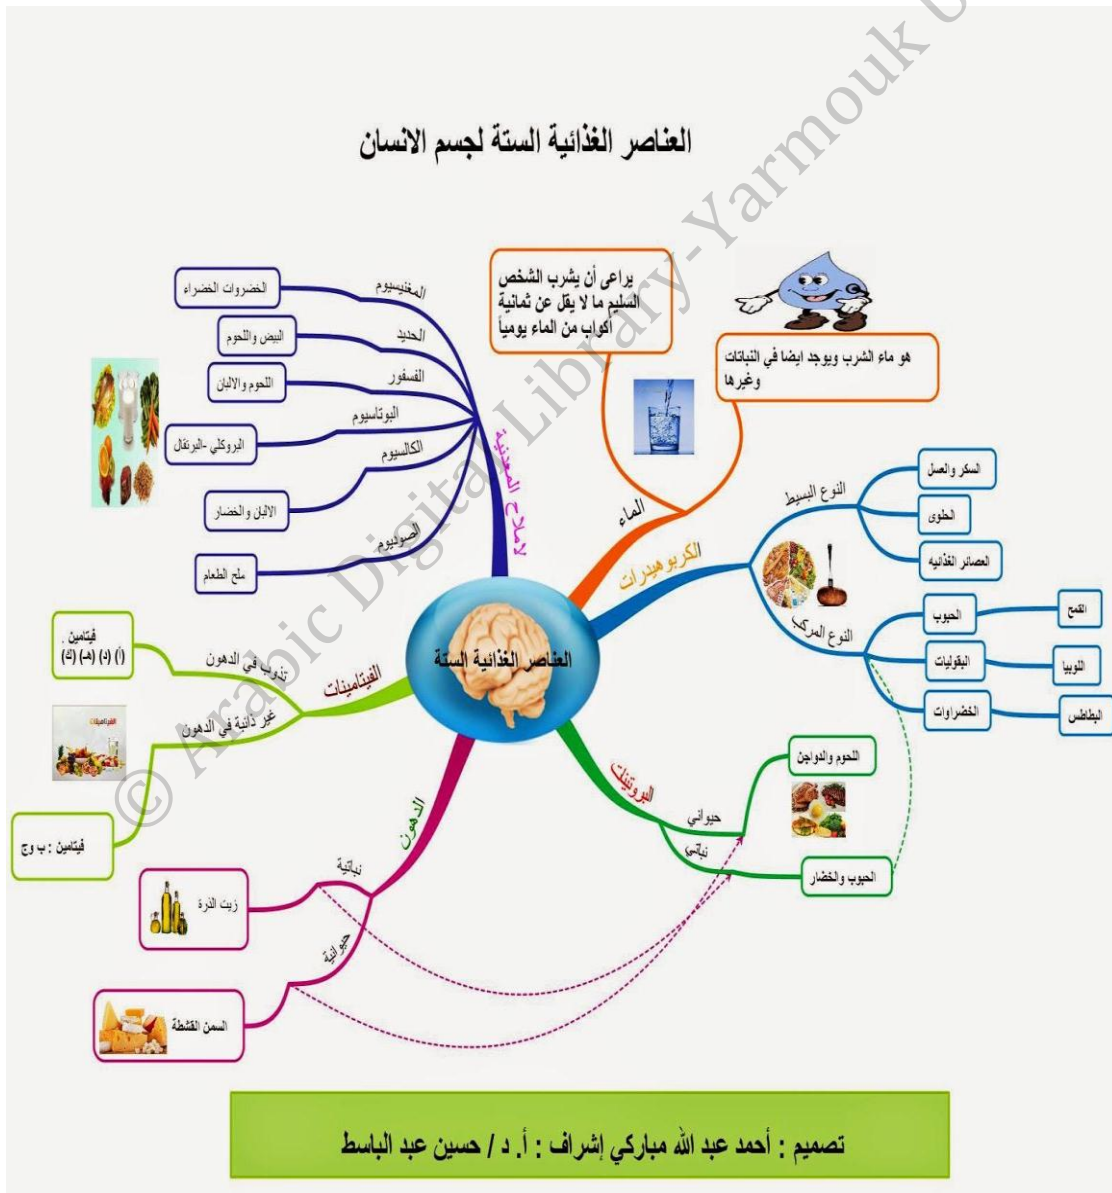 © Arabic Digital Library-Yarmouk U
العناصر الغذائية الستة لجسم الانسان
يراعى أن يشرب الشخص
السليم ما لا يقل عن ثمانية
أكواب من الماء يومياً
هو ماء الشرب ويوجد ايضا في النباتات
وغيرها
الماء
الكربوهيدرات
النوع البسيط
السكر والعسل
الحلوى
العصائر الغذائيه
النوع المركب
الحبوب
القمح
البقوليات
اللوبيا
الخضراوات
البطاطس
البروتينات
حيواني
اللحوم والدواجن
نباتي
الحبوب والخضار
الدهون
نباتية
زيت الذرة
حيوانية
السمن القشطة
الفيتامينات
تذوب في الدهون
فيتامين .
(أ) (د) (هـ) (ك)
غير ذائبة في الدهون
فيتامين : ب وج
الفيتامينات
لاملاح المعدنية
المغنيسيوم
الخضروات الخضراء
الحديد
البيض واللحوم
الفسفور
اللحوم والالبان
البوتاسيوم
البروكلي -البرتقال
الكالسيوم
الالبان والخضار
الصوديوم
ملح الطعام
العناصر الغذائية الستة
تصميم : أحمد عبد الله مباركي إشراف : أ. د / حسين عبد الباسط